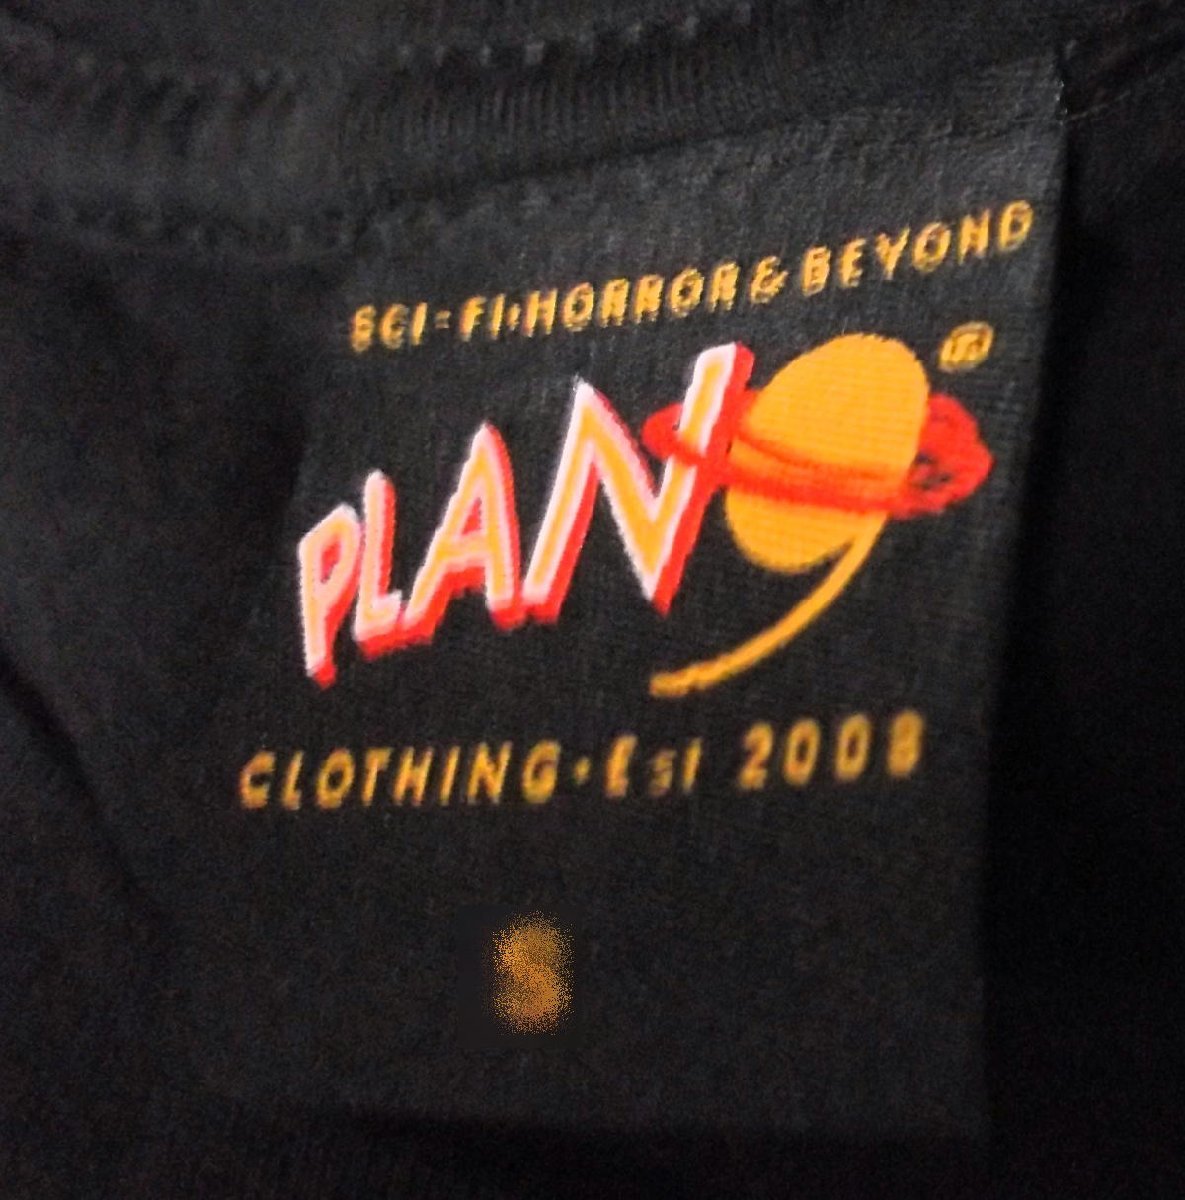 SCI-FI•HORROR & BEYOND
PLAN 9 ®
CLOTHING • Est 2008
S